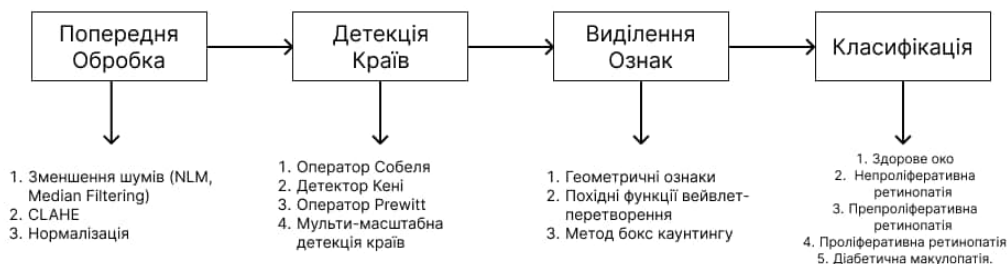 Попередня
Обробка
Детекція
Країв
Виділення
Ознак
Класифікація
1. Зменшення шумів (NLM,
Median Filtering)
2. CLAHE
3. Нормалізація
1. Оператор Собеля
2. Детектор Кені
3. Оператор Prewitt
4. Мульти-масштабна
детекція країв
1. Геометричні ознаки
2. Похідні функції вейвлет-
перетворення
3. Метод бокс каунтингу
1. Здорове око
2. Непроліферативна
ретинопатія
3. Препроліферативна
ретинопатія
4. Проліферативна ретинопатія
5. Діабетична макулопатія.